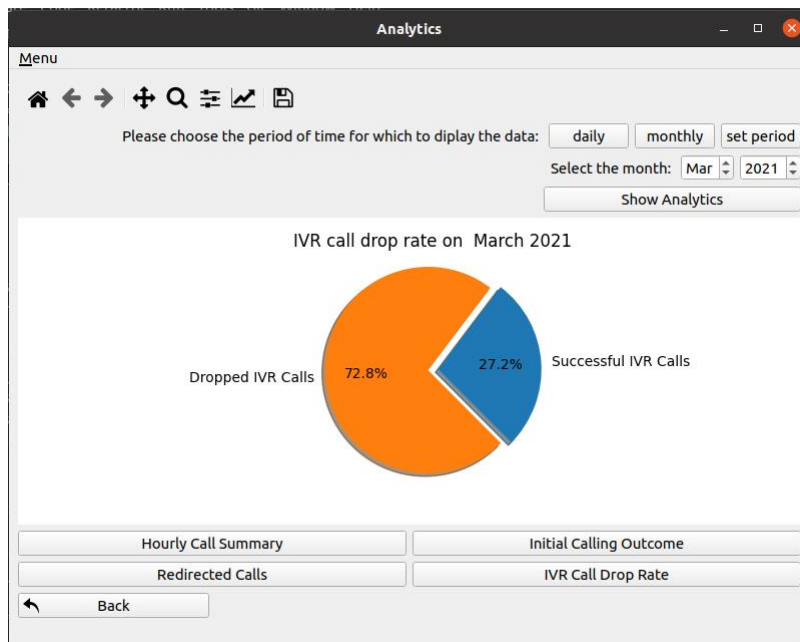 Analytics
Menu
Please choose the period of time for which to diplay the data:
daily
monthly
set period
Select the month:
Mar
2021
Show Analytics
IVR call drop rate on March 2021
Dropped IVR Calls
72.8%
27.2%
Successful IVR Calls
Hourly Call Summary
Initial Calling Outcome
Redirected Calls
IVR Call Drop Rate
Back